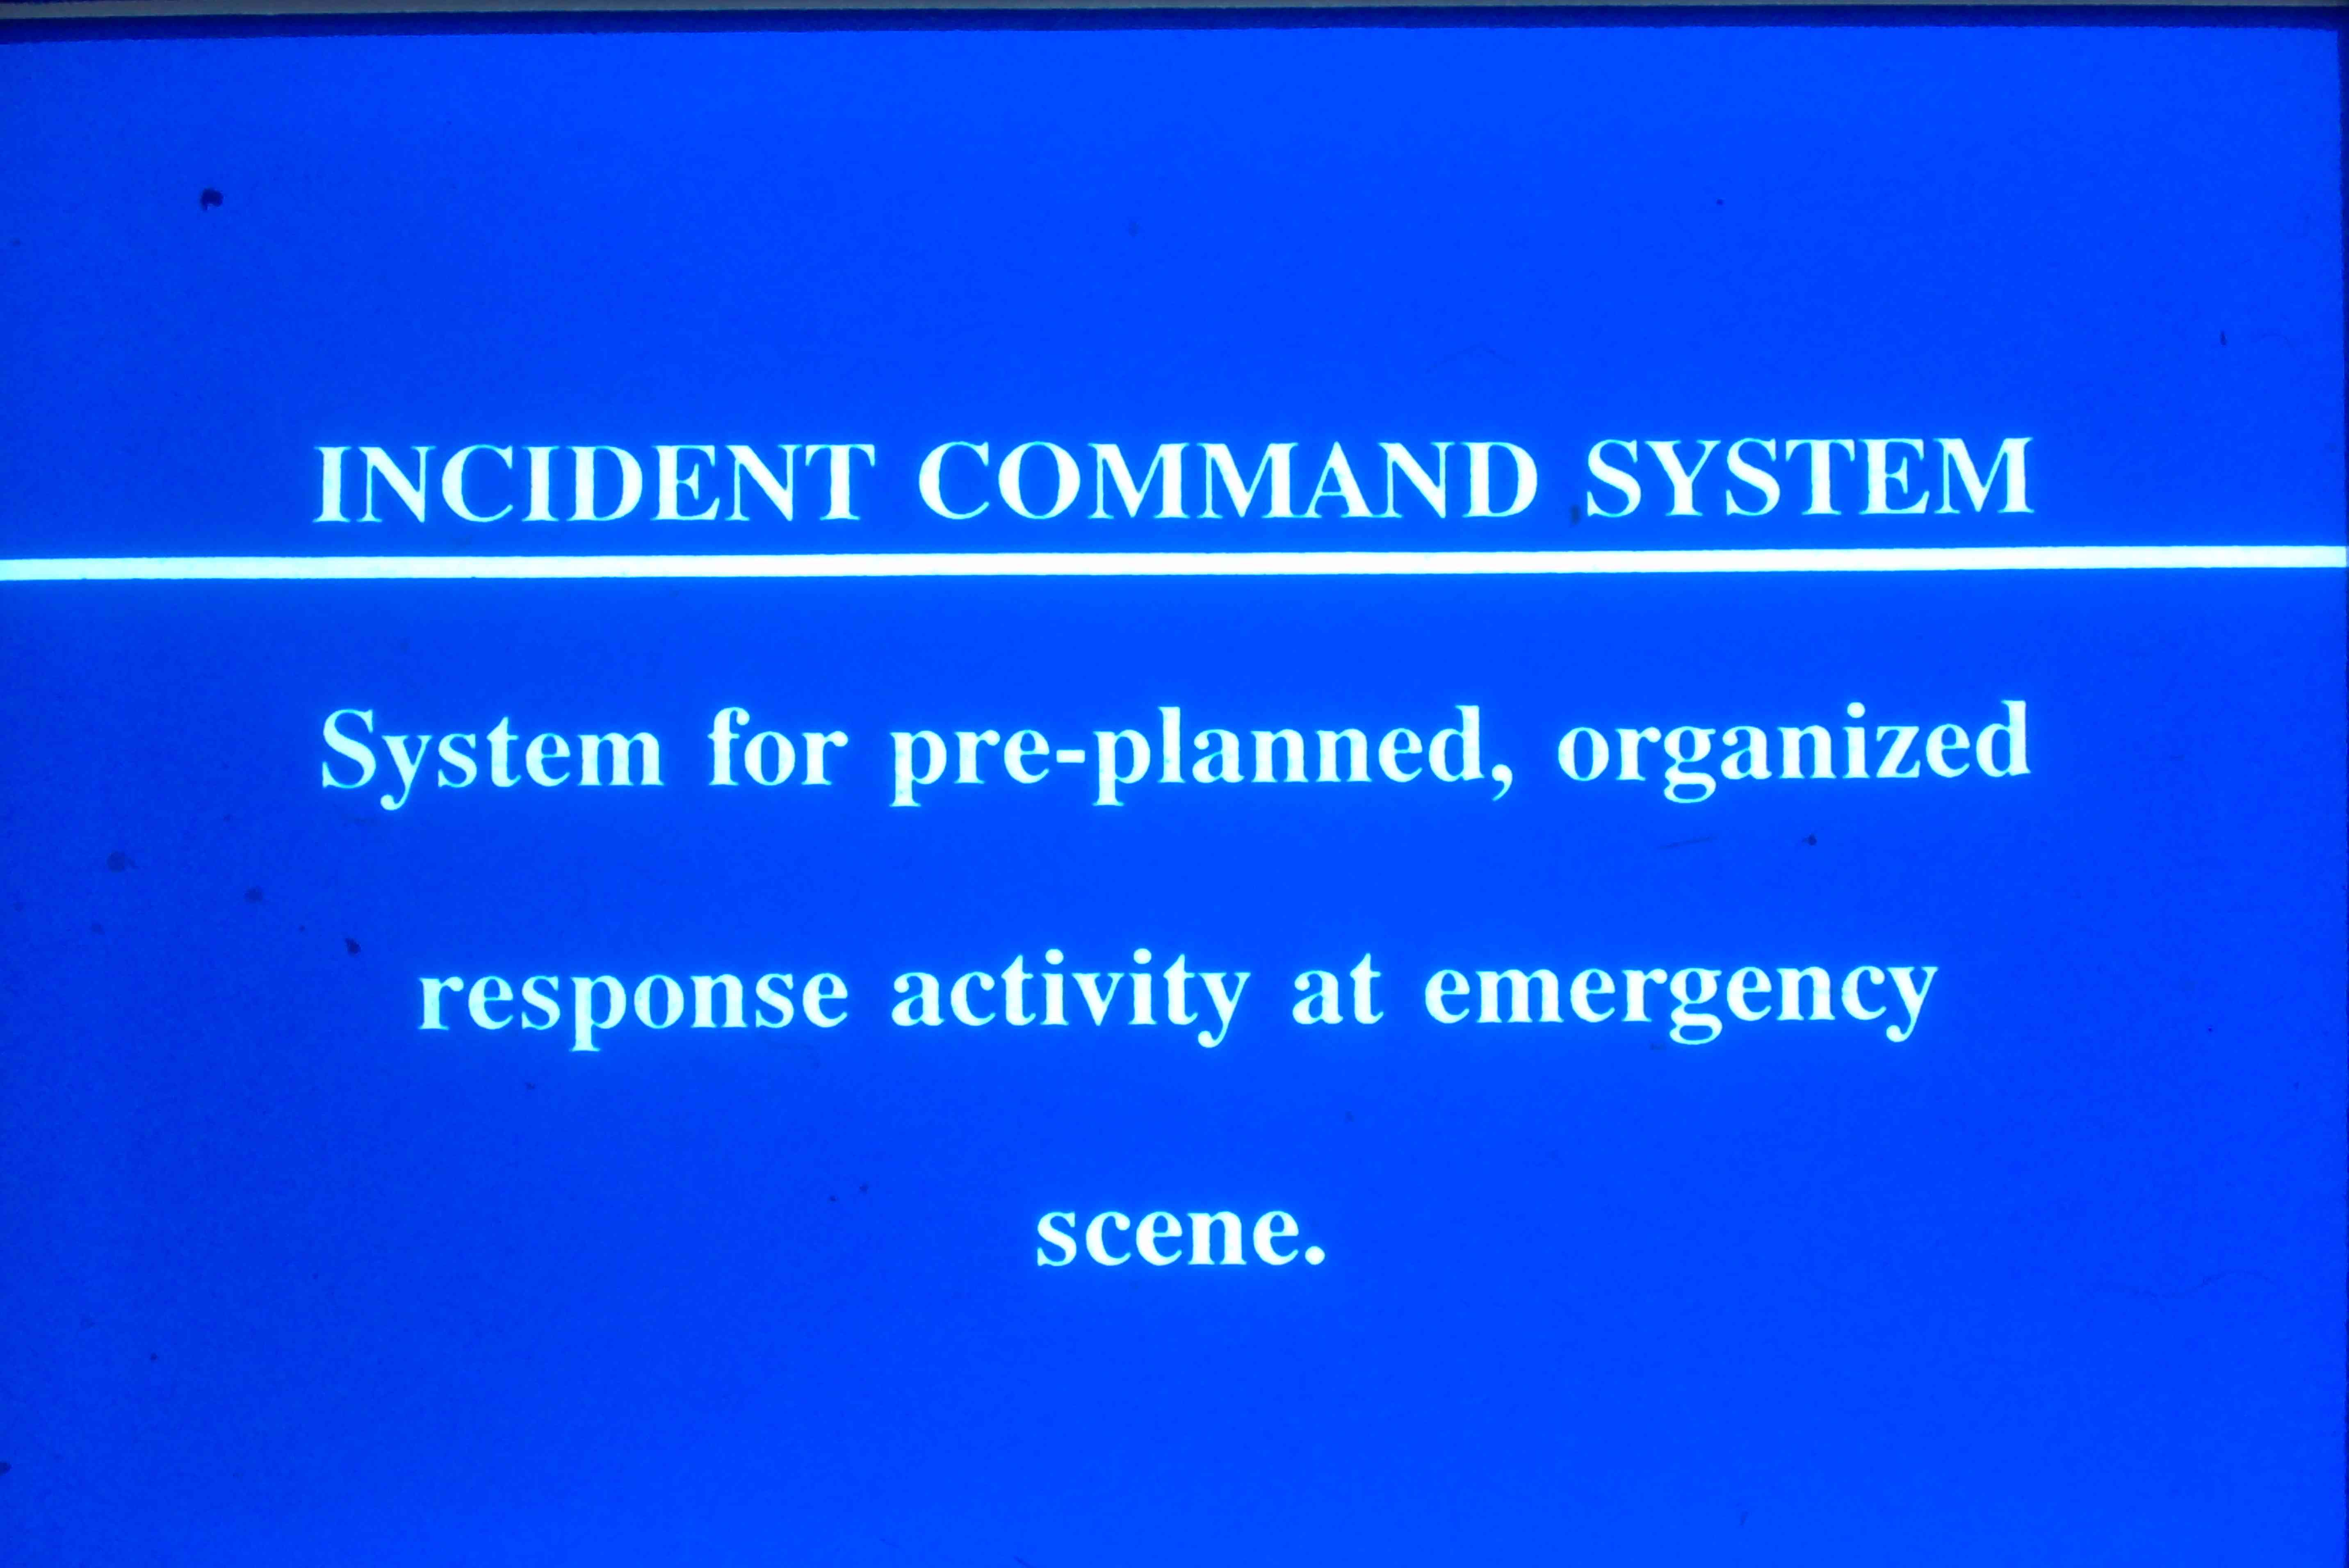 INCIDENT COMMAND SYSTEM
System for pre-planned, organized
response activity at emergency
scene.